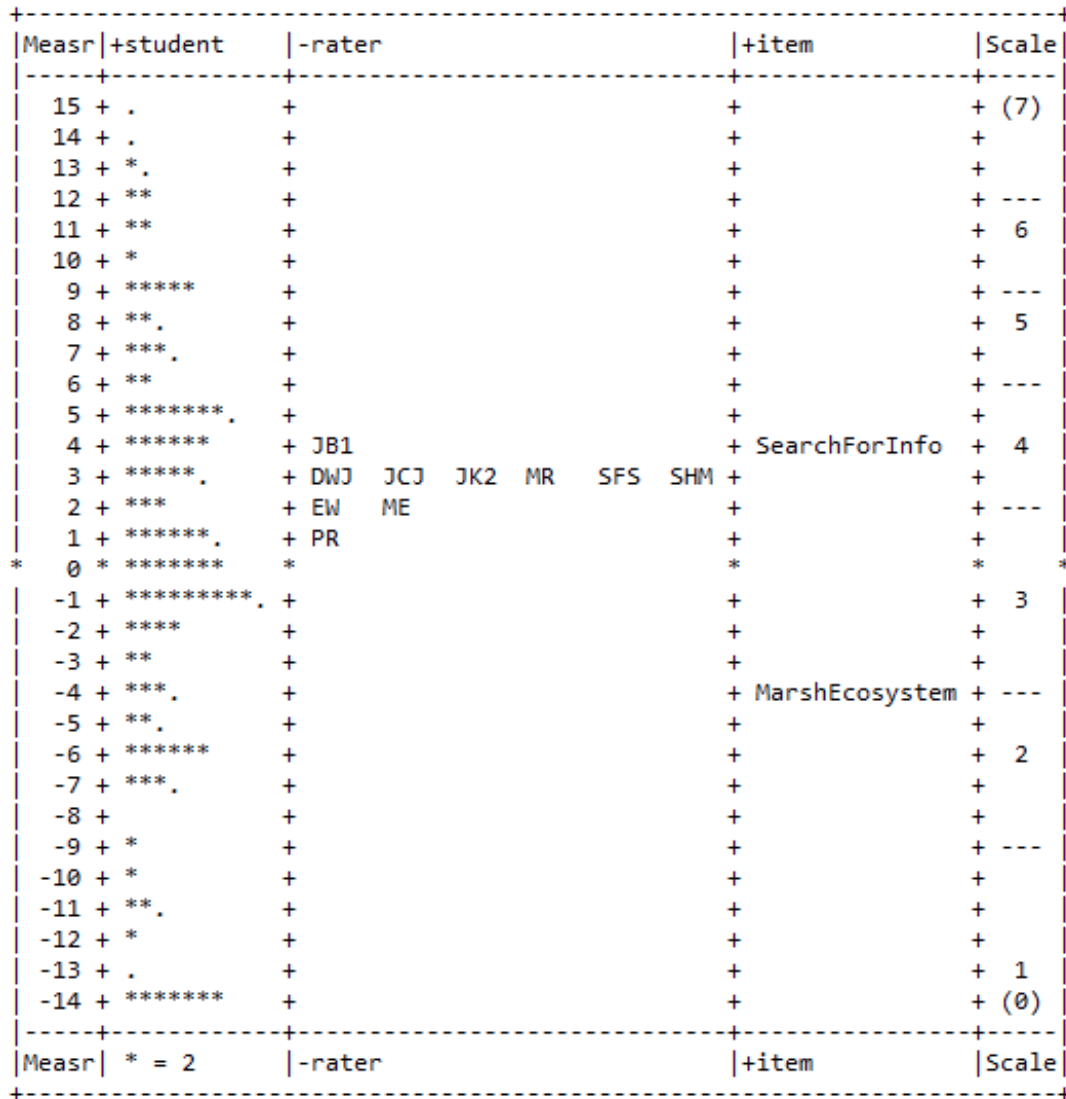 +---------------------------------------------------------------------------+
|Measr|+student    |-rater                         |+item            |Scale|
|-----+------------+-------------------------------+-----------------+-----|
|  15 + .          +                               +                 + (7) |
|  14 + .          +                               +                 +     |
|  13 + *.         +                               +                 +     |
|  12 + **         +                               +                 + --- |
|  11 + **         +                               +                 +  6  |
|  10 + *          +                               +                 +     |
|   9 + *****      +                               +                 + --- |
|   8 + **.        +                               +                 +  5  |
|   7 + ***.       +                               +                 +     |
|   6 + **         +                               +                 + --- |
|   5 + *******.   +                               +                 +     |
|   4 + ******     + JB1                           + SearchForInfo   +  4  |
|   3 + *****.     + DWJ  JCJ  JK2  MR   SFS  SHM +                 +     |
|   2 + ***        + EW   ME                       +                 + --- |
|   1 + ******.    + PR                            +                 +     |
*   0 * *******    *                               *                 *     *
|  -1 + *********. +                               +                 +  3  |
|  -2 + ****       +                               +                 +     |
|  -3 + **         +                               +                 +     |
|  -4 + ***.       +                               + MarshEcosystem + --- |
|  -5 + **.        +                               +                 +     |
|  -6 + ******     +                               +                 +  2  |
|  -7 + ***.       +                               +                 +     |
|  -8 +            +                               +                 +     |
|  -9 + *          +                               +                 + --- |
| -10 + *          +                               +                 +     |
| -11 + **.        +                               +                 +     |
| -12 + *          +                               +                 +     |
| -13 + .          +                               +                 +  1  |
| -14 + *******    +                               +                 + (0) |
|-----+------------+-------------------------------+-----------------+-----|
|Measr| * = 2      |-rater                         |+item            |Scale|
+---------------------------------------------------------------------------+